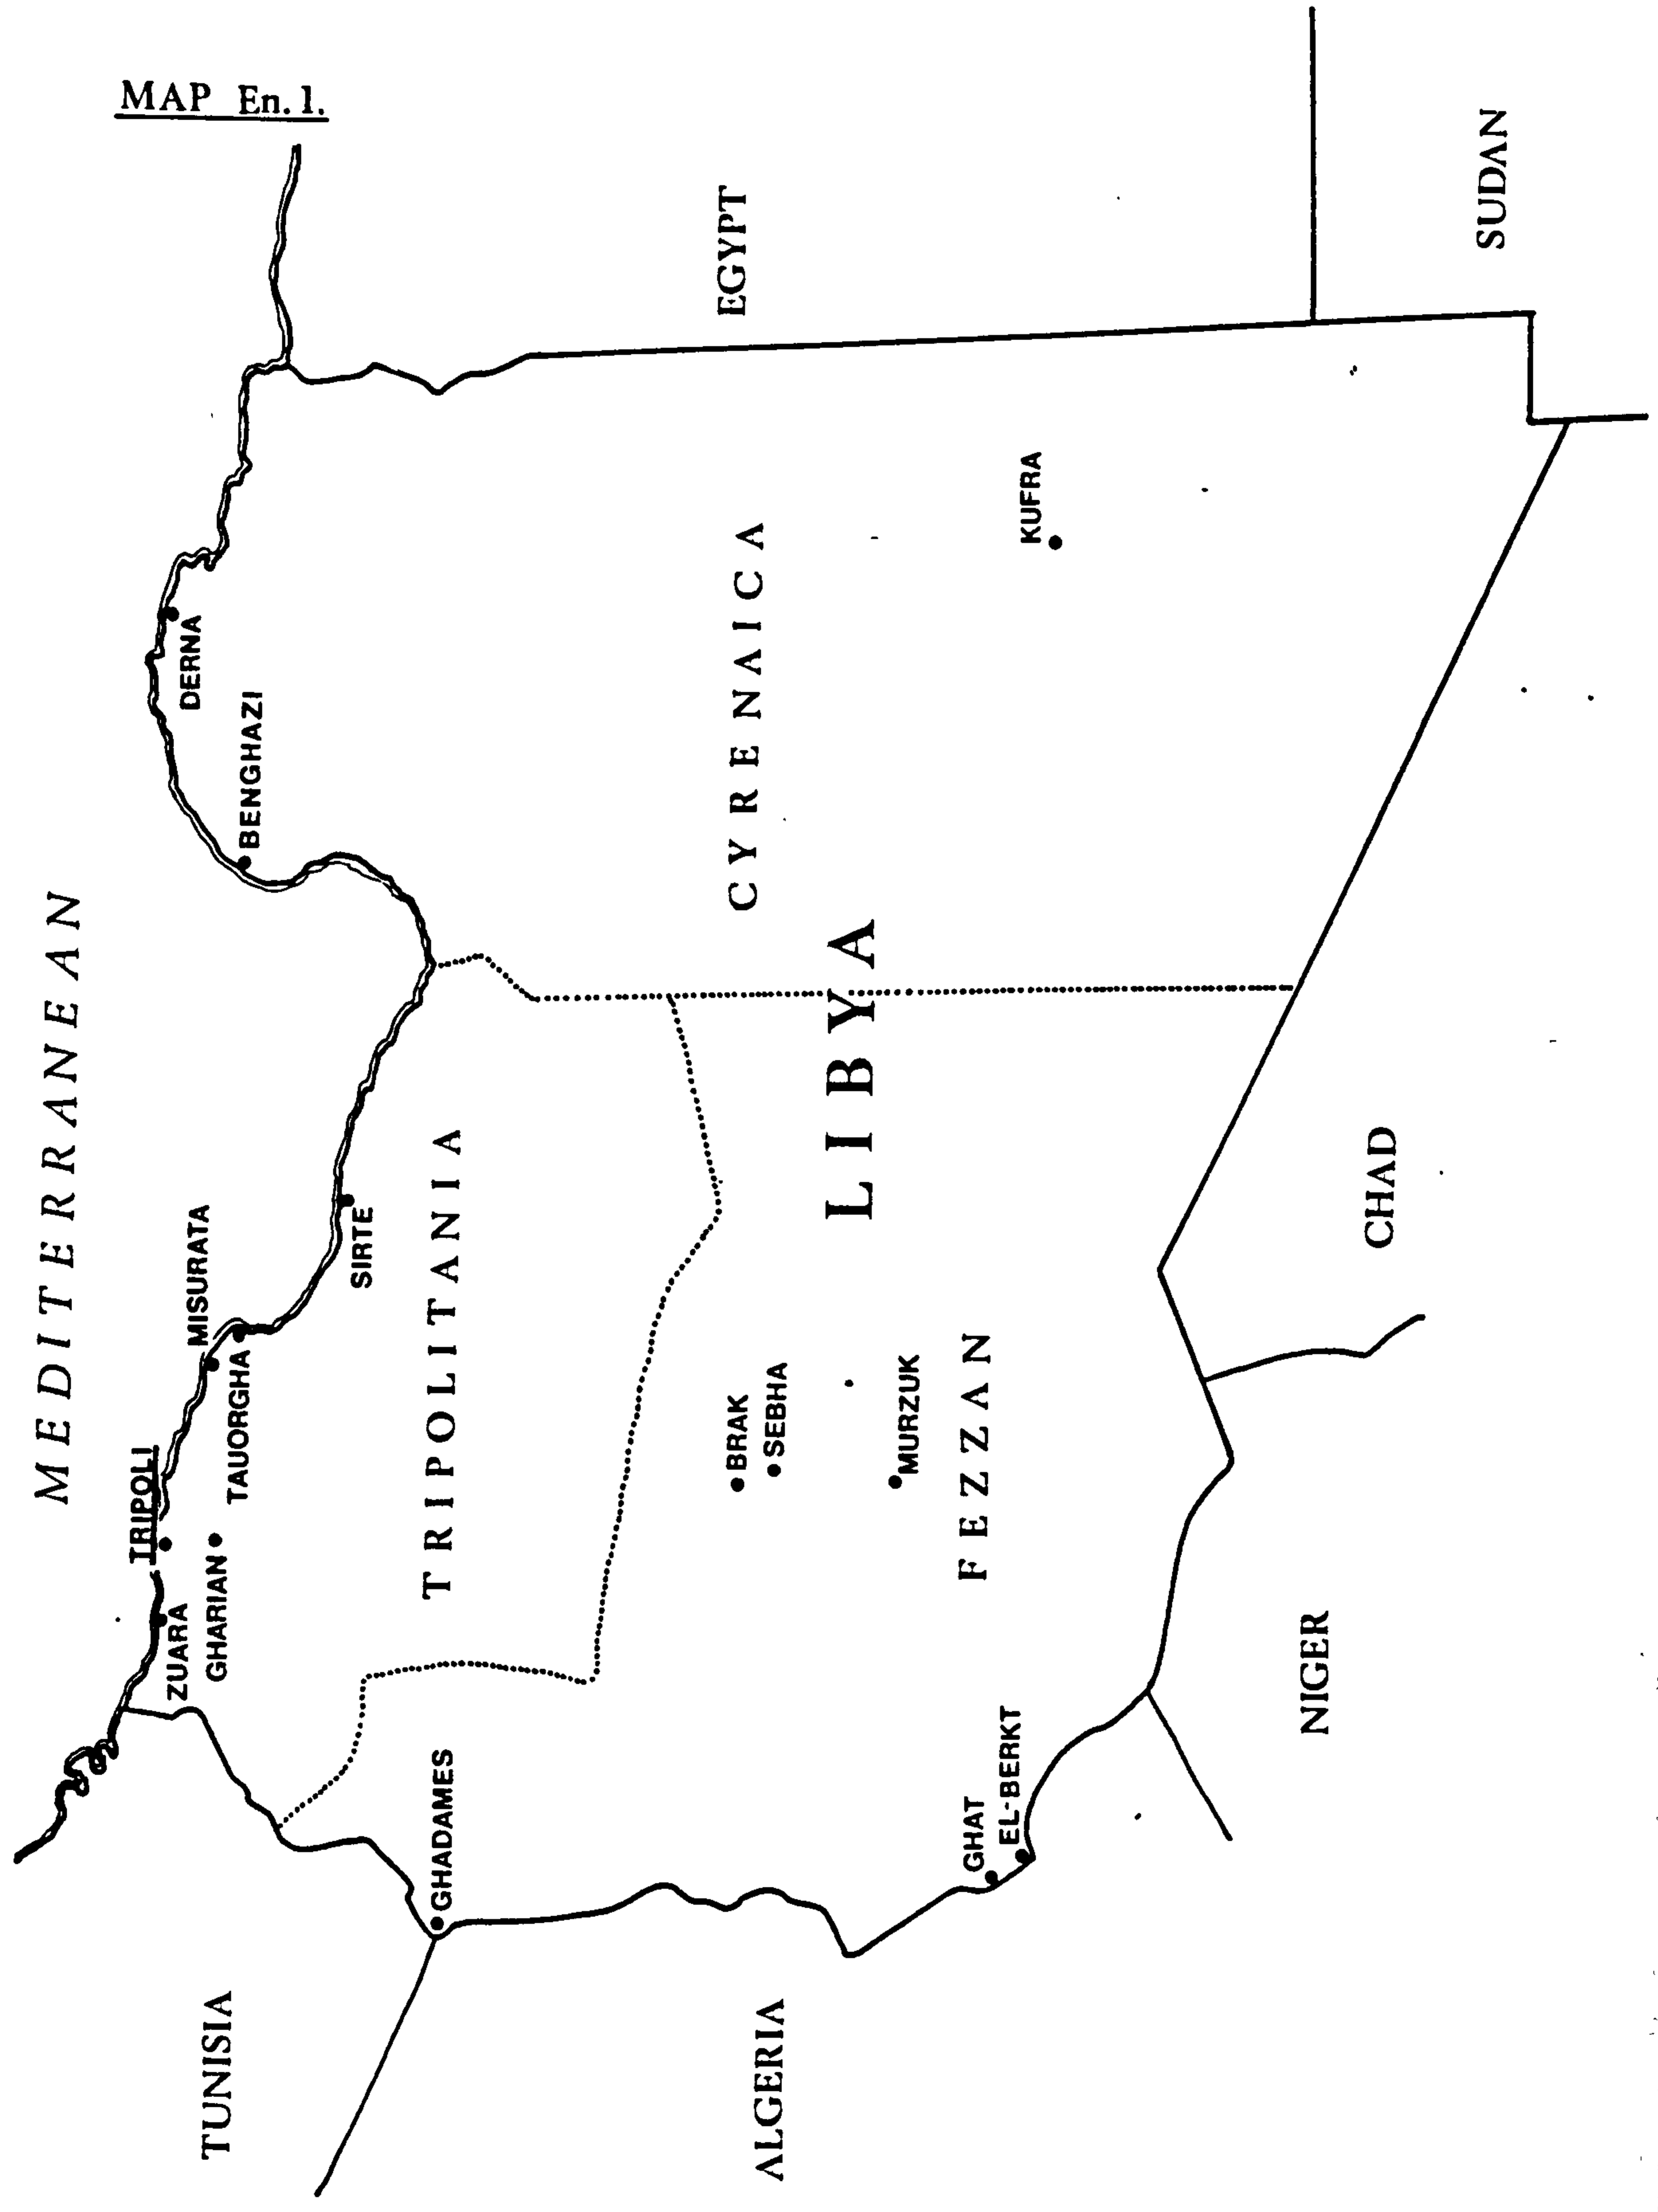 MAP En. 1.
MEDITERRANEAN
TUNISIA
TRIPOLI
ZUARA
GHARIAN
MISURATA
TAUORGHA
SIRTE
BENGHAZI
DERNA
GHADAMES
TRIPOLITANIA
EGYPT
ALGERIA
BRAK
SEBHA
LIBYA
CYRENAICA
MURZUK
FEZZAN
GHAT
EL-BERKT
KUFRA
NIGER
CHAD
SUDAN